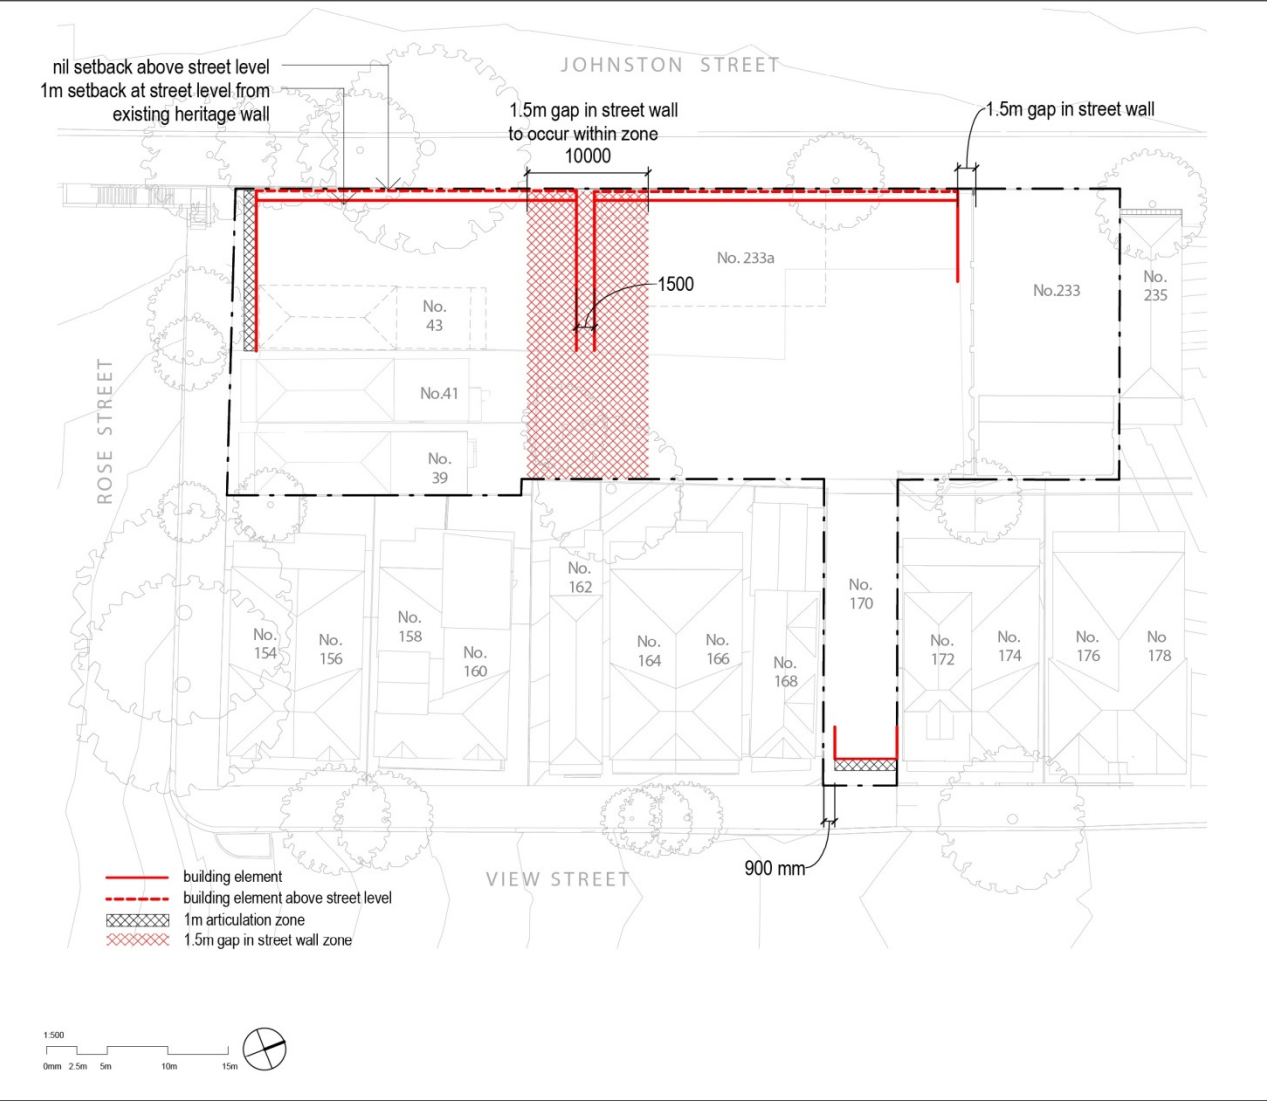 JOHNSTON STREET
nil setback above street level
1m setback at street level from
existing heritage wall
1.5m gap in street wall
to occur within zone
10000
1.5m gap in street wall
No. 233a
1500
No.233
No.
235
No.
43
No.41
No.
39
ROSE STREET
No.
154
No.
156
No.
158
No.
160
No.
162
No.
164
No.
166
No.
168
No.
170
No.
172
No.
174
No.
176
No
178
900 mm
VIEW STREET
building element
building element above street level
1m articulation zone
1.5m gap in street wall zone
1:500
0mm 2.5m 5m 10m 15m